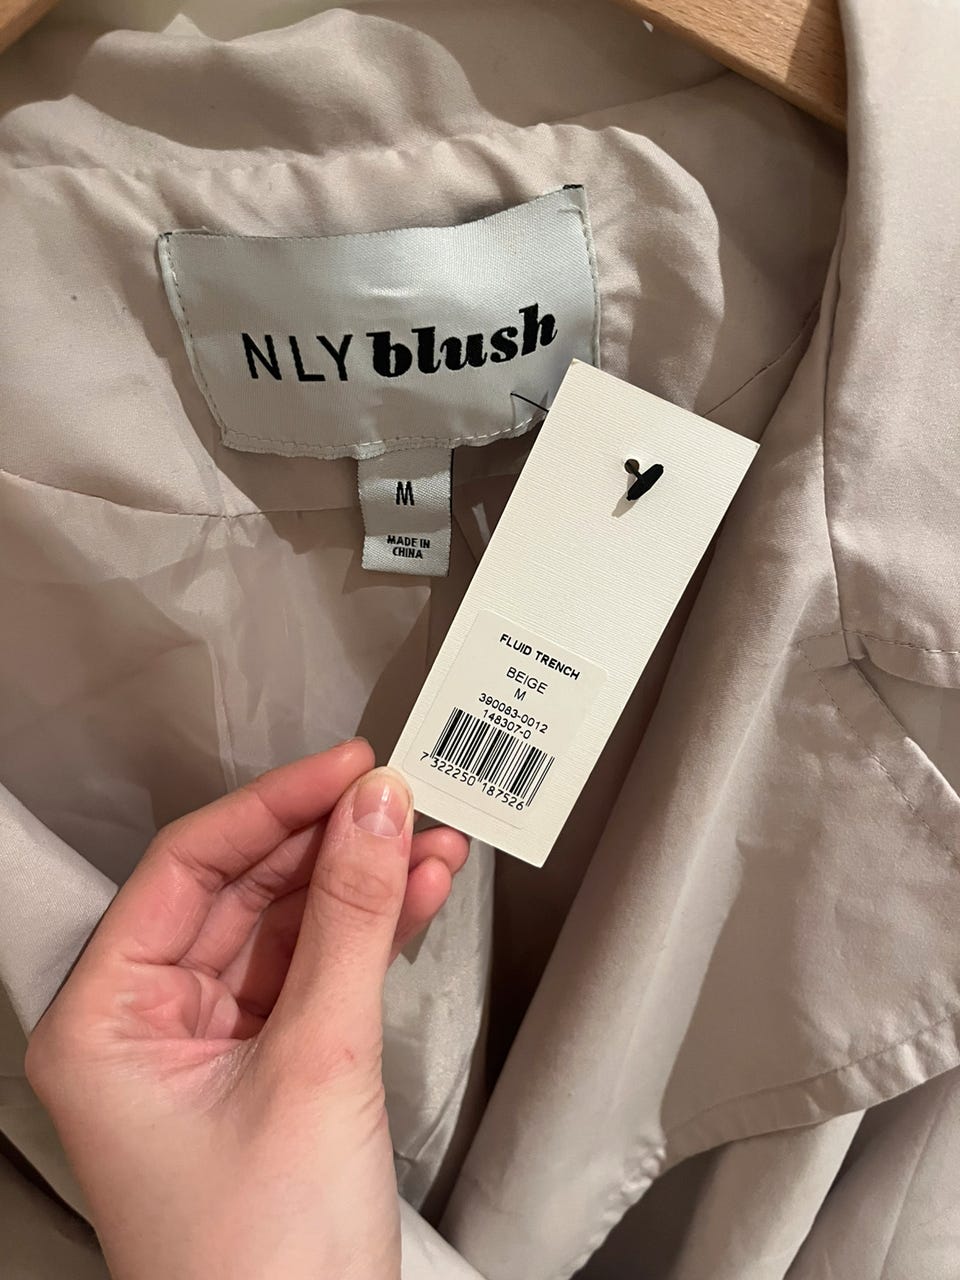 NLY blush
M
MADE IN
CHINA
FLUID TRENCH
BEIGE
M
390083-0012
148307-0
7 322250 187526